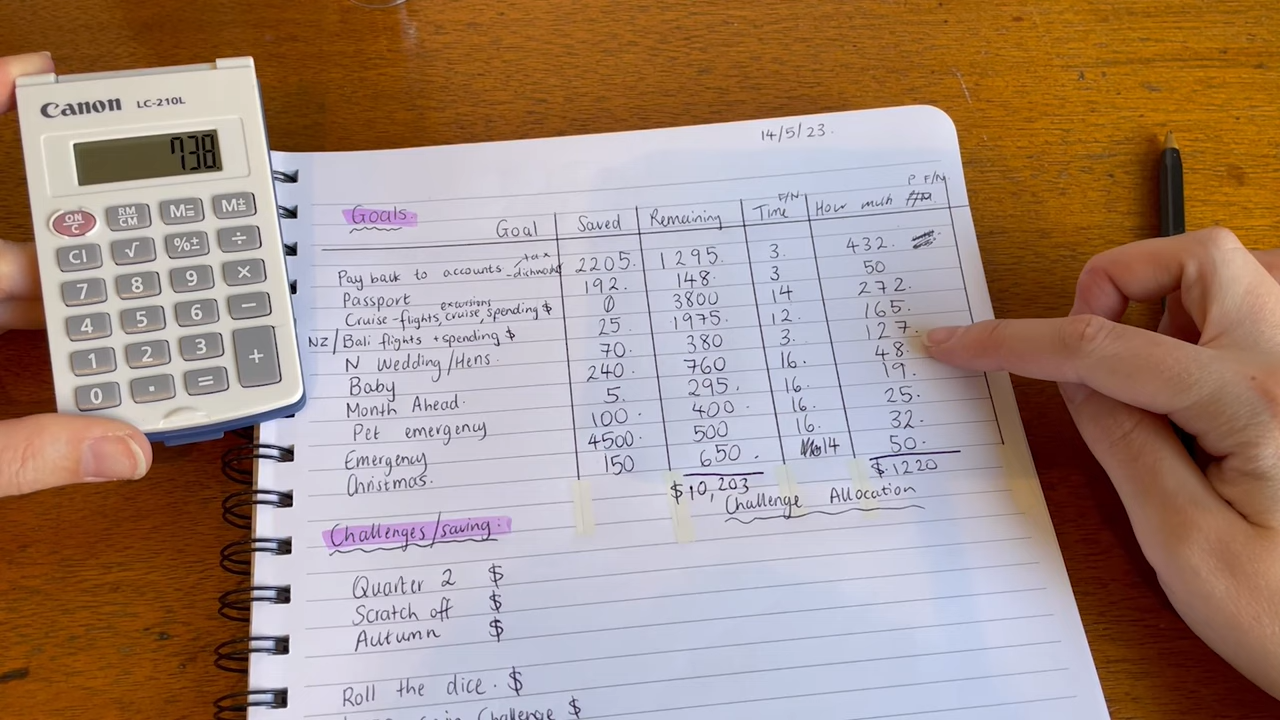 Canon LC-210L
738.
ON/C RM/CM M= M±
CI √ %± ÷
7 8 9 ×
4 5 6 −
1 2 3 +
0 . =
14/5/23.
Goals.
Goal Saved Remaining Time F/N How much P F/N
Pay back to accounts - tax 2205. 1295. 3. 432.
Passport 192. 148. 3 50
Cruise - flights, excursions cruise, spending $ 0 3800 14 272.
NZ/Bali flights + spending $ 25 1975. 12. 165.
N Wedding/Hens. 70. 380 3. 127.
Baby 240. 760 16. 48.
Month Ahead. 5. 295. 16. 19.
Pet emergency 100. 400. 16. 25.
Emergency 4500. 500 16. 32.
Christmas. 150 650. 14 50.
$10,203 $.1220
Challenge Allocation
Challenges/saving:
Quarter 2 $
Scratch off $
Autumn $
Roll the dice. $
Challenge $